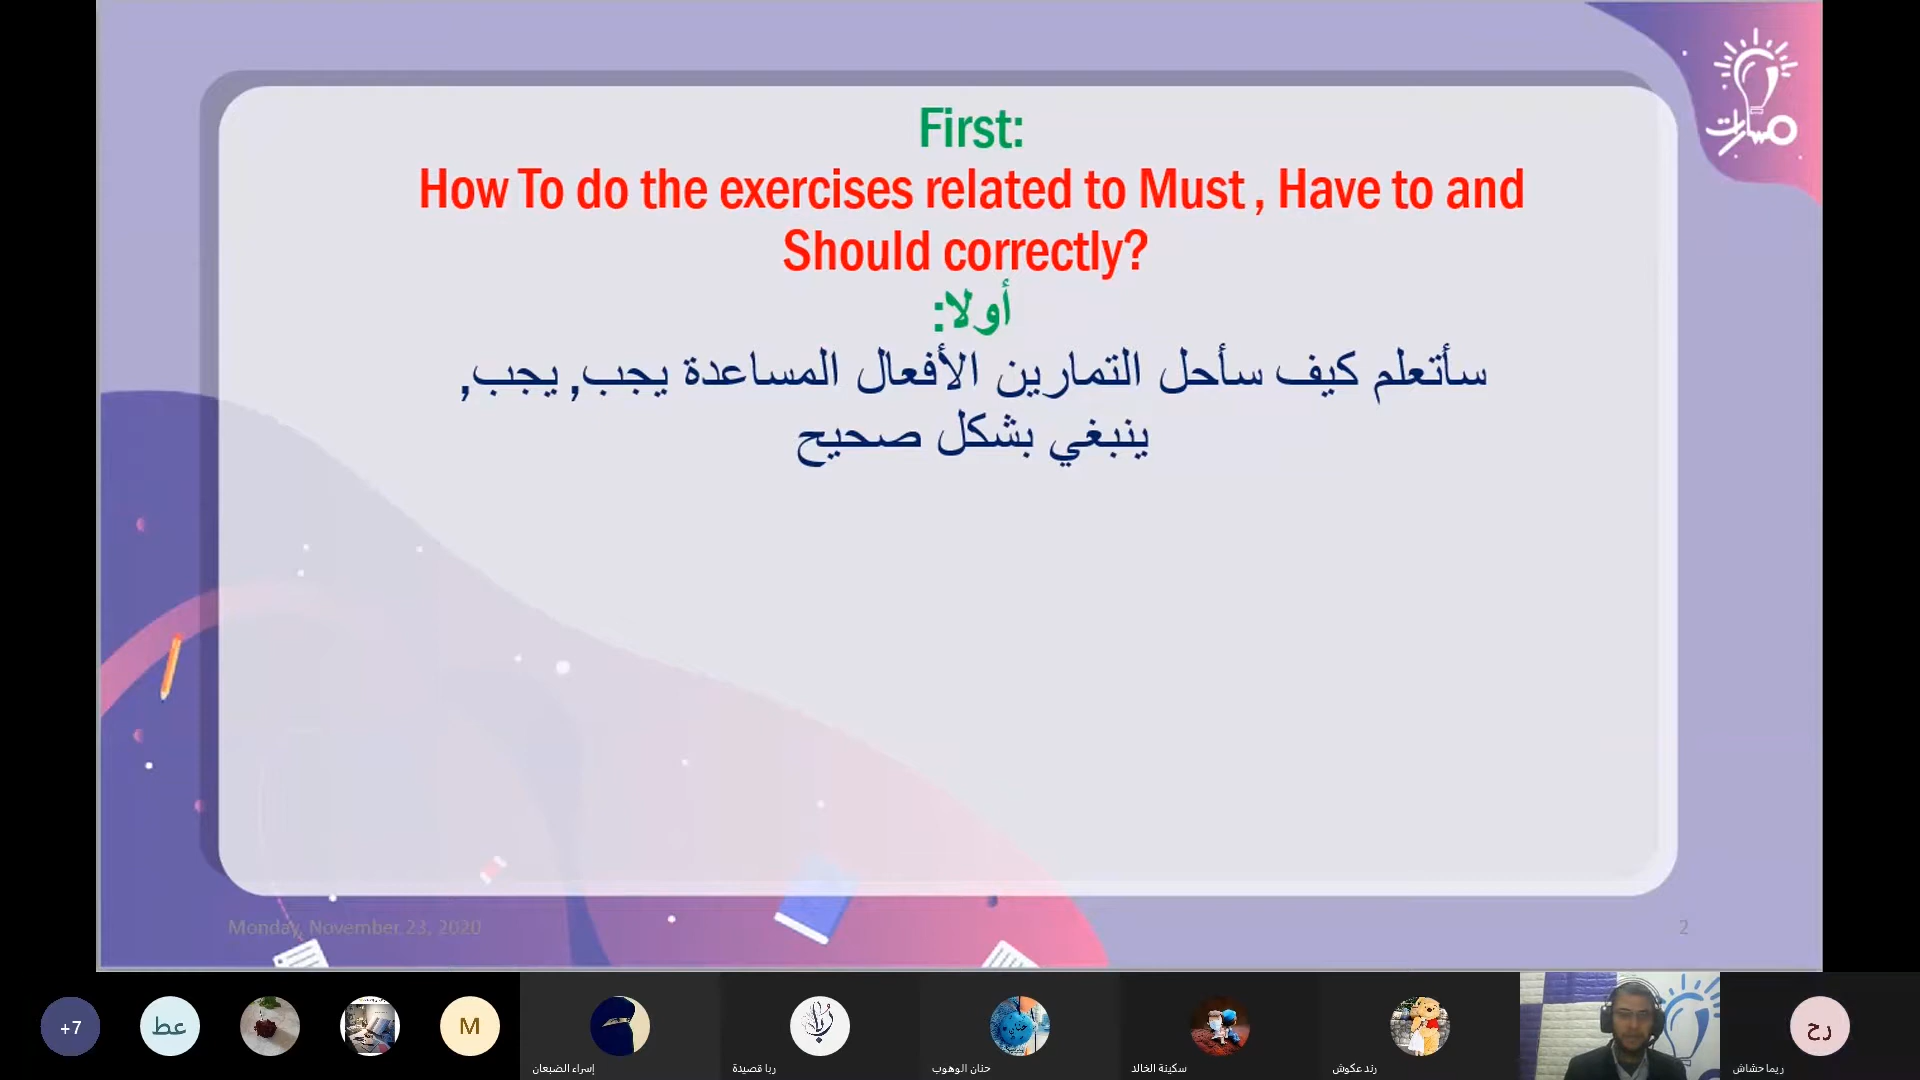 مسارات
First:
How To do the exercises related to Must , Have to and
Should correctly?
أولا:
سأتعلم كيف سأحل التمارين الأفعال المساعدة يجب, يجب,
ينبغي بشكل صحيح
Monday, November 23, 2020
2
+7
عط
M
إسراء الضبعان
ربا قصيدة
حنان الوهوب
سكينة الخالد
رند عكوش
رح
ريما حشاش